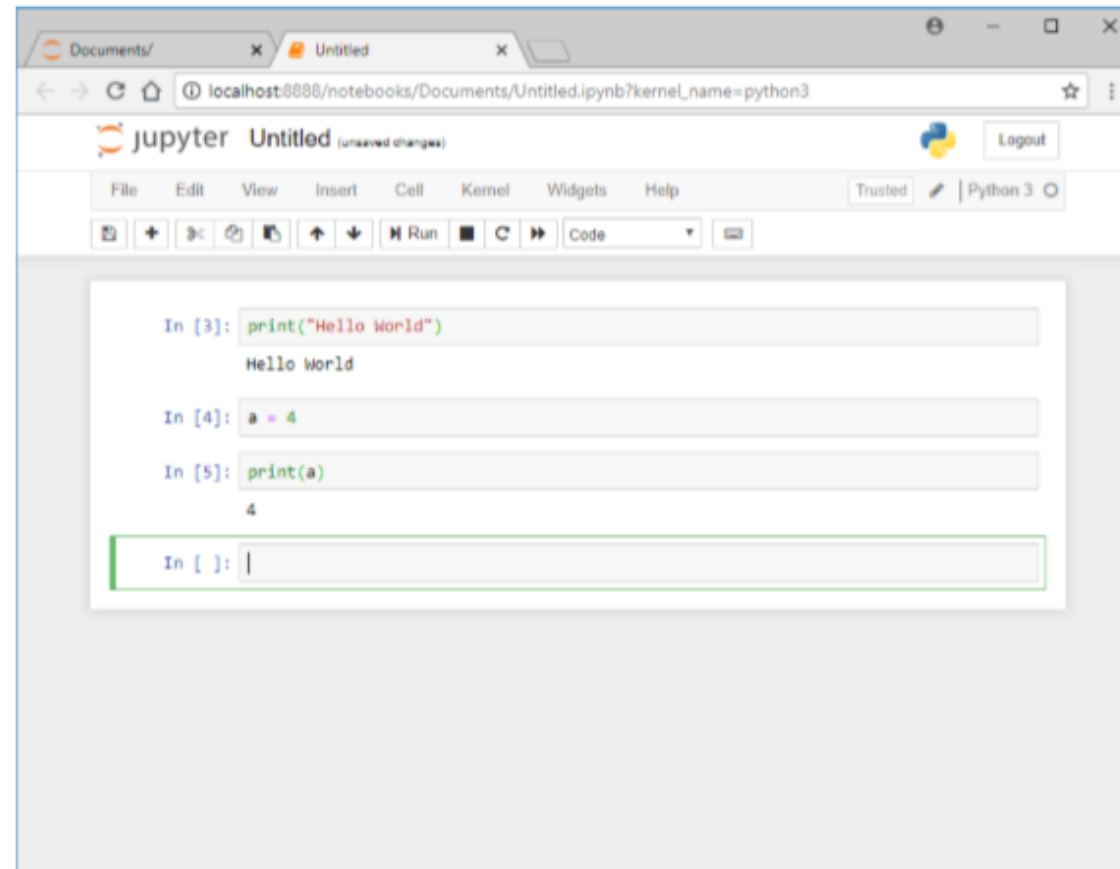 Documents/ Untitled
localhost:8888/notebooks/Documents/Untitled.ipynb?kernel_name=python3
jupyter Untitled (unsaved changes) Logout
File Edit View Insert Cell Kernel Widgets Help Trusted Python 3
Run Code
In [3]: print("Hello World")
Hello World
In [4]: a = 4
In [5]: print(a)
4
In [ ]: